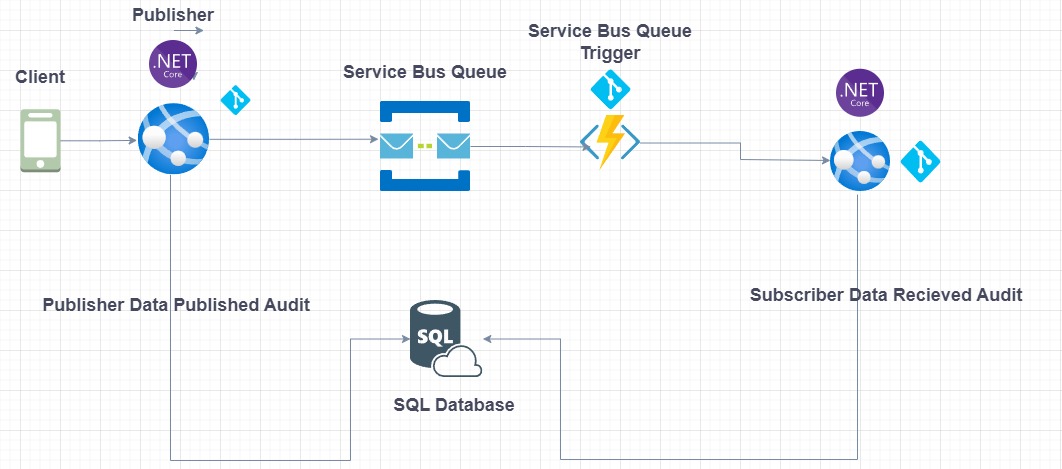 Publisher
.NET
Core
Client
Service Bus Queue
Service Bus Queue
Trigger
.NET
Core
Publisher Data Published Audit
SQL
SQL Database
Subscriber Data Recieved Audit